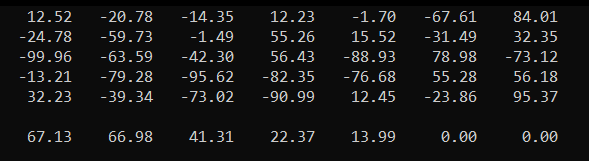 12.52 -20.78 -14.35 12.23 -1.70 -67.61 84.01
-24.78 -59.73 -1.49 55.26 15.52 -31.49 32.35
-99.96 -63.59 -42.30 56.43 -88.93 78.98 -73.12
-13.21 -79.28 -95.62 -82.35 -76.68 55.28 56.18
32.23 -39.34 -73.02 -90.99 12.45 -23.86 95.37
67.13 66.98 41.31 22.37 13.99 0.00 0.00